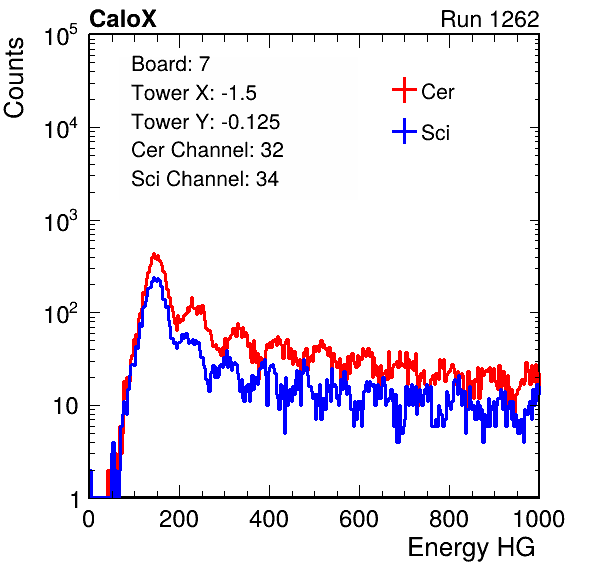 CaloX Run 1262
Counts
Board: 7
Tower X: -1.5
Tower Y: -0.125
Cer Channel: 32
Sci Channel: 34
Cer
Sci
10^5
10^4
10^3
10^2
10
1
0 200 400 600 800 1000
Energy HG